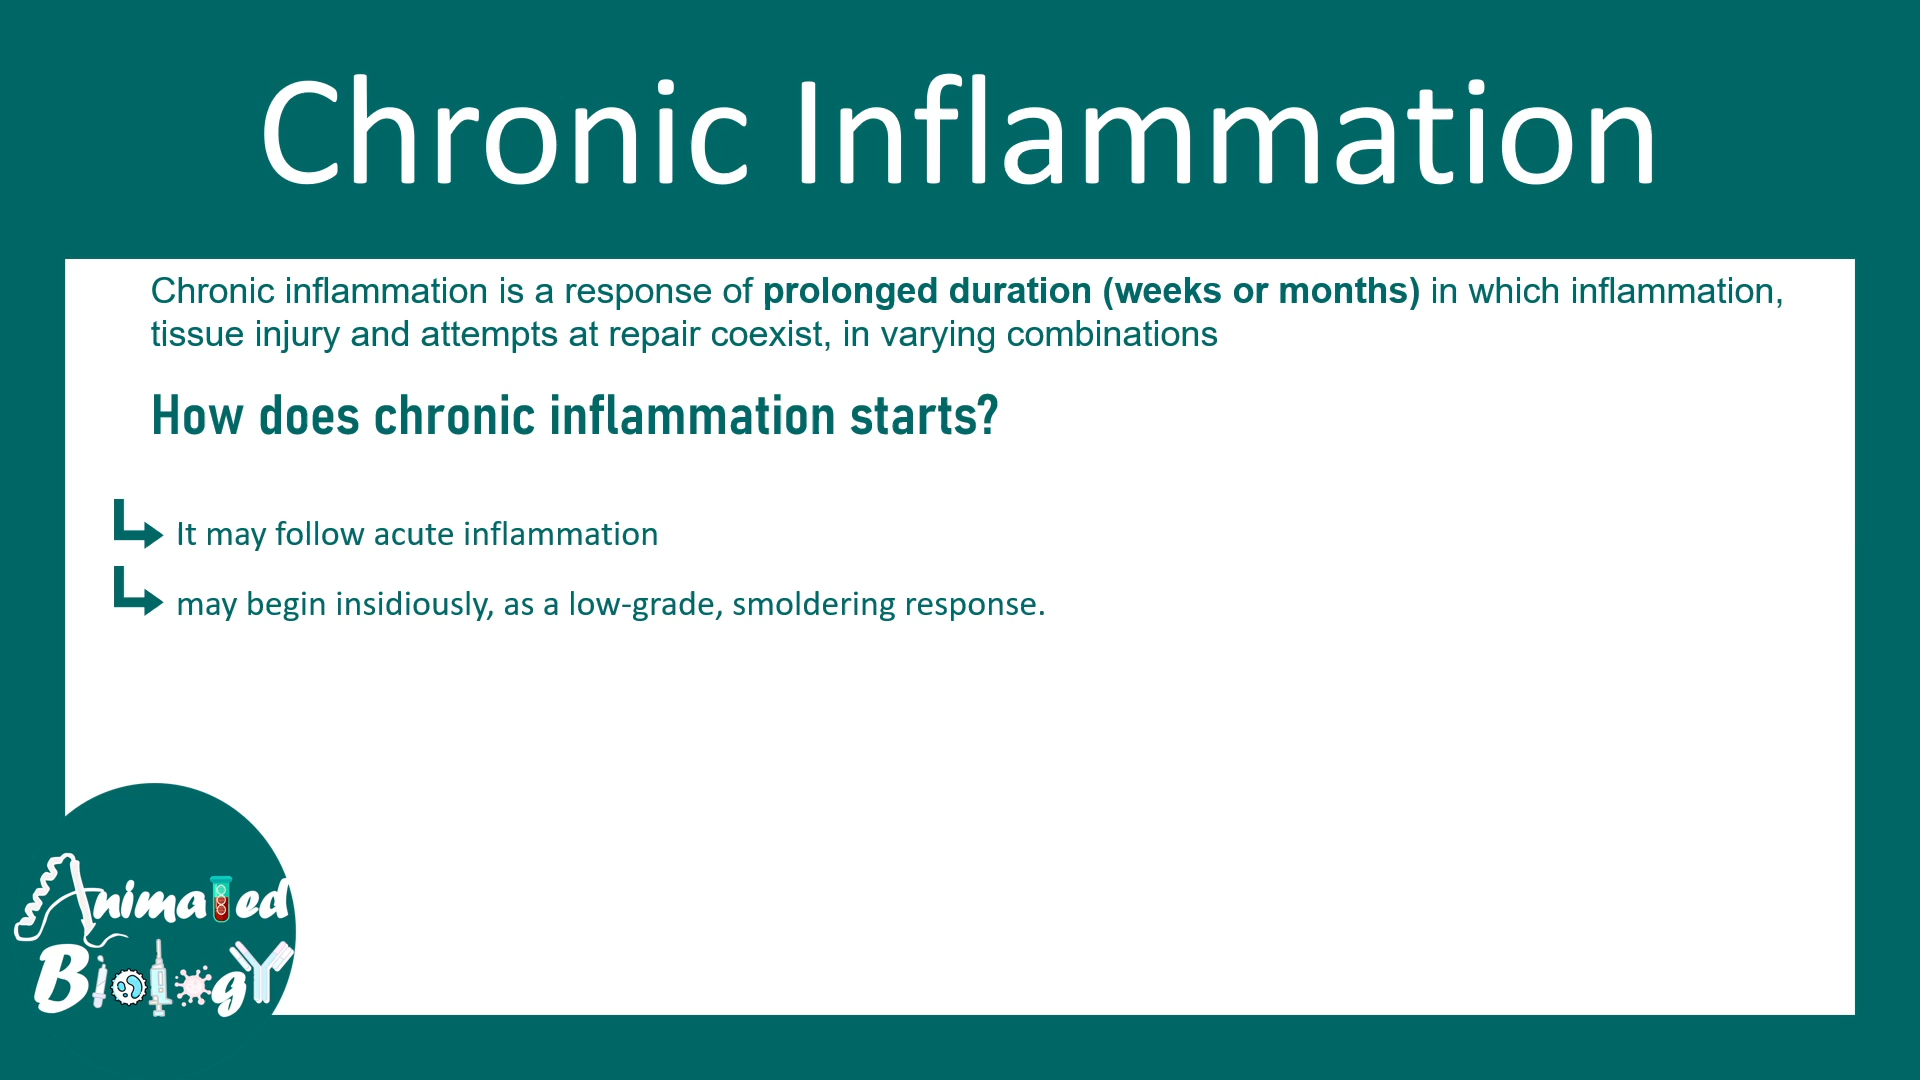 Chronic Inflammation
Chronic inflammation is a response of prolonged duration (weeks or months) in which inflammation,
tissue injury and attempts at repair coexist, in varying combinations
How does chronic inflammation starts?
It may follow acute inflammation
may begin insidiously, as a low-grade, smoldering response.
Animated
Biology